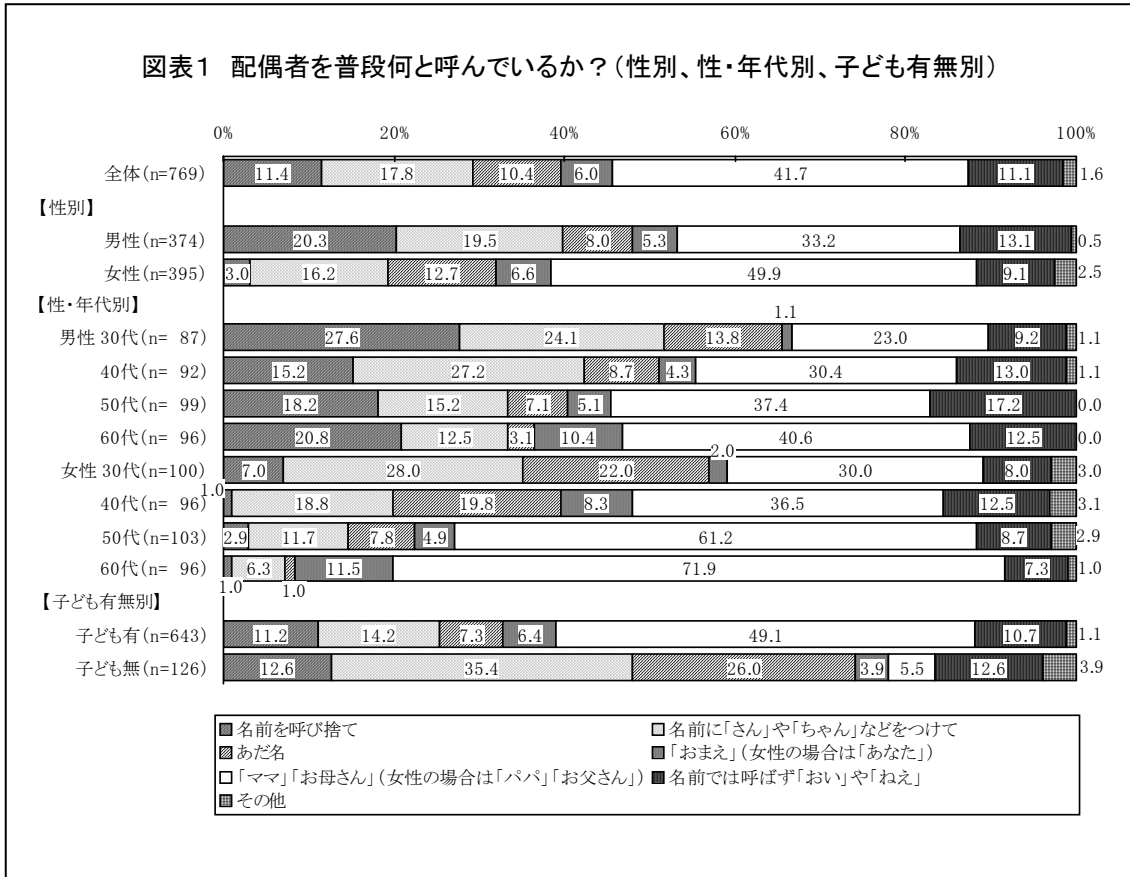 図表1 配偶者を普段何と呼んでいるか？（性別、性・年代別、子ども有無別）
0% 20% 40% 60% 80% 100%
全体(n=769) 11.4 17.8 10.4 6.0 41.7 11.1 1.6
【性別】
男性(n=374) 20.3 19.5 8.0 5.3 33.2 13.1 0.5
女性(n=395) 3.0 16.2 12.7 6.6 49.9 9.1 2.5
【性・年代別】
男性 30代(n= 87) 27.6 24.1 13.8 1.1 23.0 9.2 1.1
40代(n= 92) 15.2 27.2 8.7 4.3 30.4 13.0 1.1
50代(n= 99) 18.2 15.2 7.1 5.1 37.4 17.2 0.0
60代(n= 96) 20.8 12.5 3.1 10.4 40.6 12.5 0.0
女性 30代(n=100) 7.0 28.0 22.0 2.0 30.0 8.0 3.0
40代(n= 96) 1.0 18.8 19.8 8.3 36.5 12.5 3.1
50代(n=103) 2.9 11.7 7.8 4.9 61.2 8.7 2.9
60代(n= 96) 1.0 6.3 1.0 11.5 71.9 7.3 1.0
【子ども有無別】
子ども有(n=643) 11.2 14.2 7.3 6.4 49.1 10.7 1.1
子ども無(n=126) 12.6 35.4 26.0 3.9 5.5 12.6 3.9
名前を呼び捨て 名前に「さん」や「ちゃん」などをつけて
あだ名 「おまえ」（女性の場合は「あなた」）
「ママ」「お母さん」（女性の場合は「パパ」「お父さん」） 名前では呼ばず「おい」や「ねえ」
その他